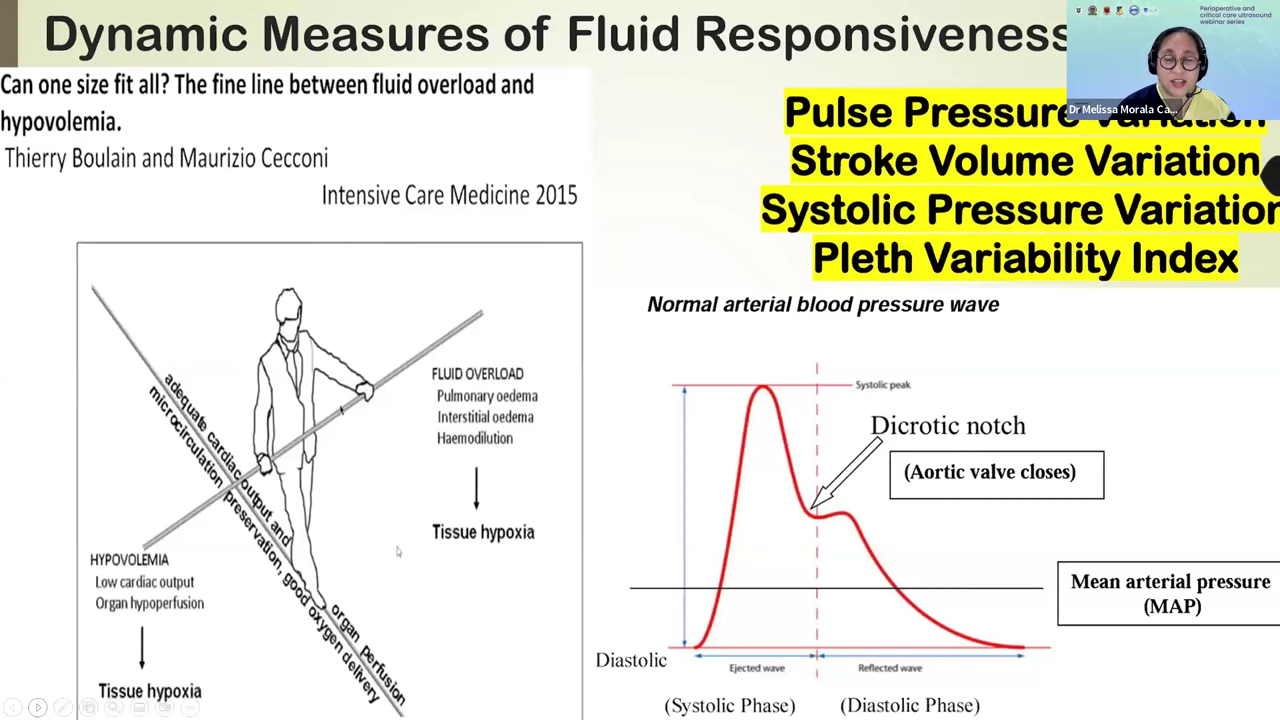 Dynamic Measures of Fluid Responsiveness
Perioperative and
critical care ultrasound
webinar series
Dr Melissa Morala Ca...
Can one size fit all? The fine line between fluid overload and
hypovolemia.
Thierry Boulain and Maurizio Cecconi
Intensive Care Medicine 2015
Pulse Pressure Variation
Stroke Volume Variation
Systolic Pressure Variation
Pleth Variability Index
adequate cardiac output and organ perfusion
microcirculation preservation, good oxygen delivery
FLUID OVERLOAD
Pulmonary oedema
Interstitial oedema
Haemodilution
Tissue hypoxia
HYPOVOLEMIA
Low cardiac output
Organ hypoperfusion
Tissue hypoxia
Normal arterial blood pressure wave
Systolic peak
Dicrotic notch
(Aortic valve closes)
Mean arterial pressure
(MAP)
Diastolic
Ejected wave
Reflected wave
(Systolic Phase)
(Diastolic Phase)